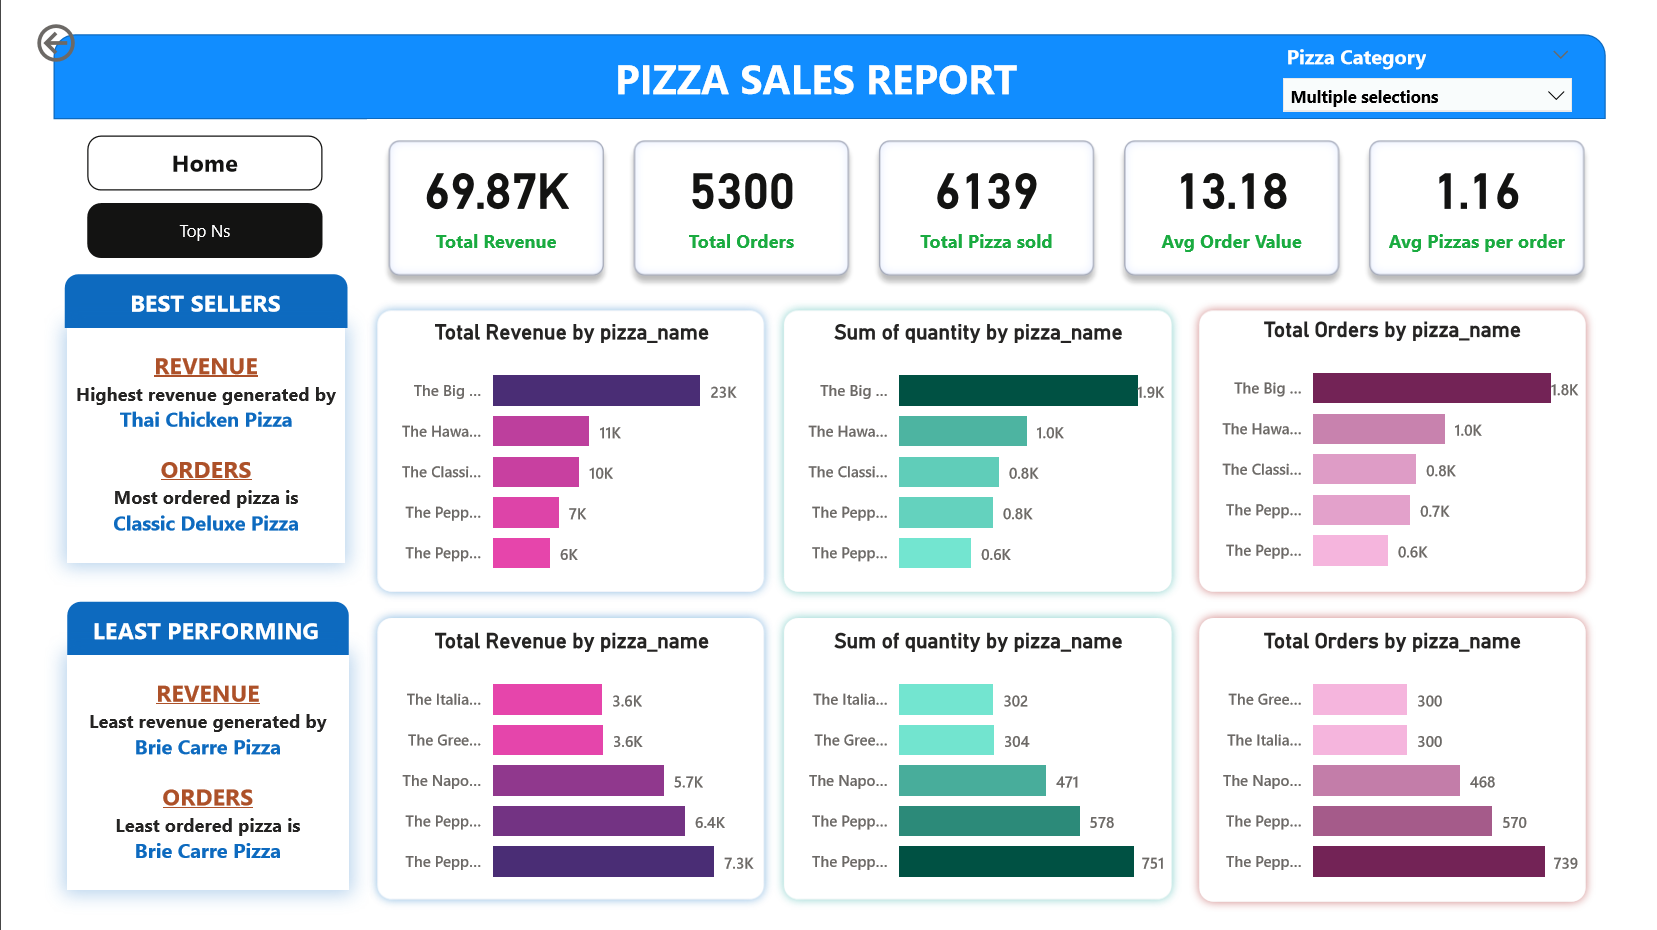 PIZZA SALES REPORT
Pizza Category
Multiple selections
Home
Top Ns
69.87K
Total Revenue
5300
Total Orders
6139
Total Pizza sold
13.18
Avg Order Value
1.16
Avg Pizzas per order
BEST SELLERS
REVENUE
Highest revenue generated by
Thai Chicken Pizza
ORDERS
Most ordered pizza is
Classic Deluxe Pizza
Total Revenue by pizza_name
The Big ... 23K
The Hawa... 11K
The Classi... 10K
The Pepp... 7K
The Pepp... 6K
Sum of quantity by pizza_name
The Big ... 1.9K
The Hawa... 1.0K
The Classi... 0.8K
The Pepp... 0.8K
The Pepp... 0.6K
Total Orders by pizza_name
The Big ... 1.8K
The Hawa... 1.0K
The Classi... 0.8K
The Pepp... 0.7K
The Pepp... 0.6K
LEAST PERFORMING
REVENUE
Least revenue generated by
Brie Carre Pizza
ORDERS
Least ordered pizza is
Brie Carre Pizza
Total Revenue by pizza_name
The Italia... 3.6K
The Gree... 3.6K
The Napo... 5.7K
The Pepp... 6.4K
The Pepp... 7.3K
Sum of quantity by pizza_name
The Italia... 302
The Gree... 304
The Napo... 471
The Pepp... 578
The Pepp... 751
Total Orders by pizza_name
The Gree... 300
The Italia... 300
The Napo... 468
The Pepp... 570
The Pepp... 739